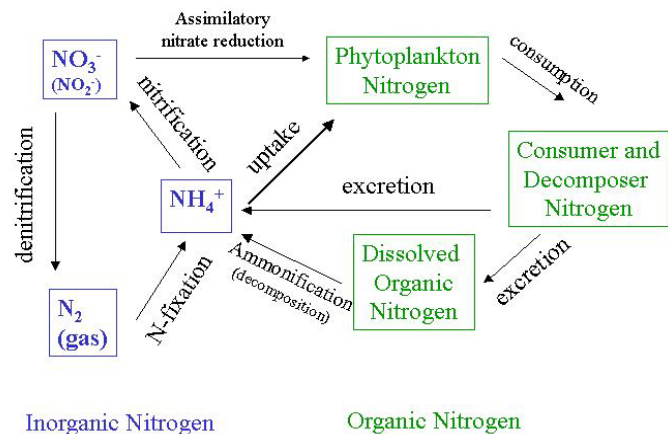 Assimilatory
nitrate reduction
NO₃⁻
(NO₂⁻)
Phytoplankton
Nitrogen
consumption
nitrification
uptake
denitrification
NH₄⁺
excretion
Consumer and
Decomposer
Nitrogen
Ammonification
(decomposition)
Dissolved
Organic
Nitrogen
excretion
N-fixation
N₂
(gas)
Inorganic Nitrogen
Organic Nitrogen